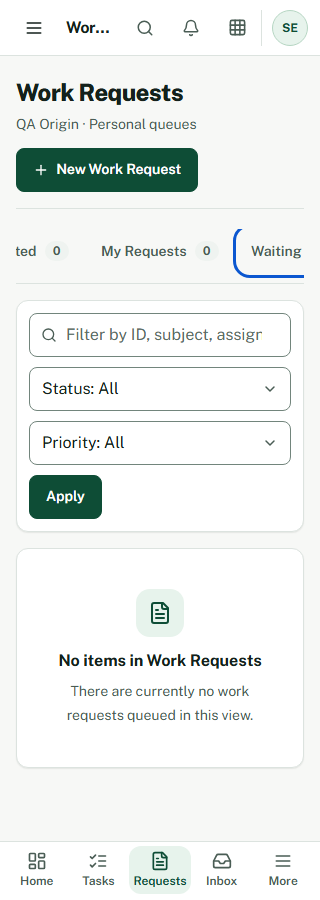 Wor...
SE
Work Requests
QA Origin · Personal queues
New Work Request
ted 0 My Requests 0 Waiting
Filter by ID, subject, assigr
Status: All
Priority: All
Apply
No items in Work Requests
There are currently no work
requests queued in this view.
Home Tasks Requests Inbox More